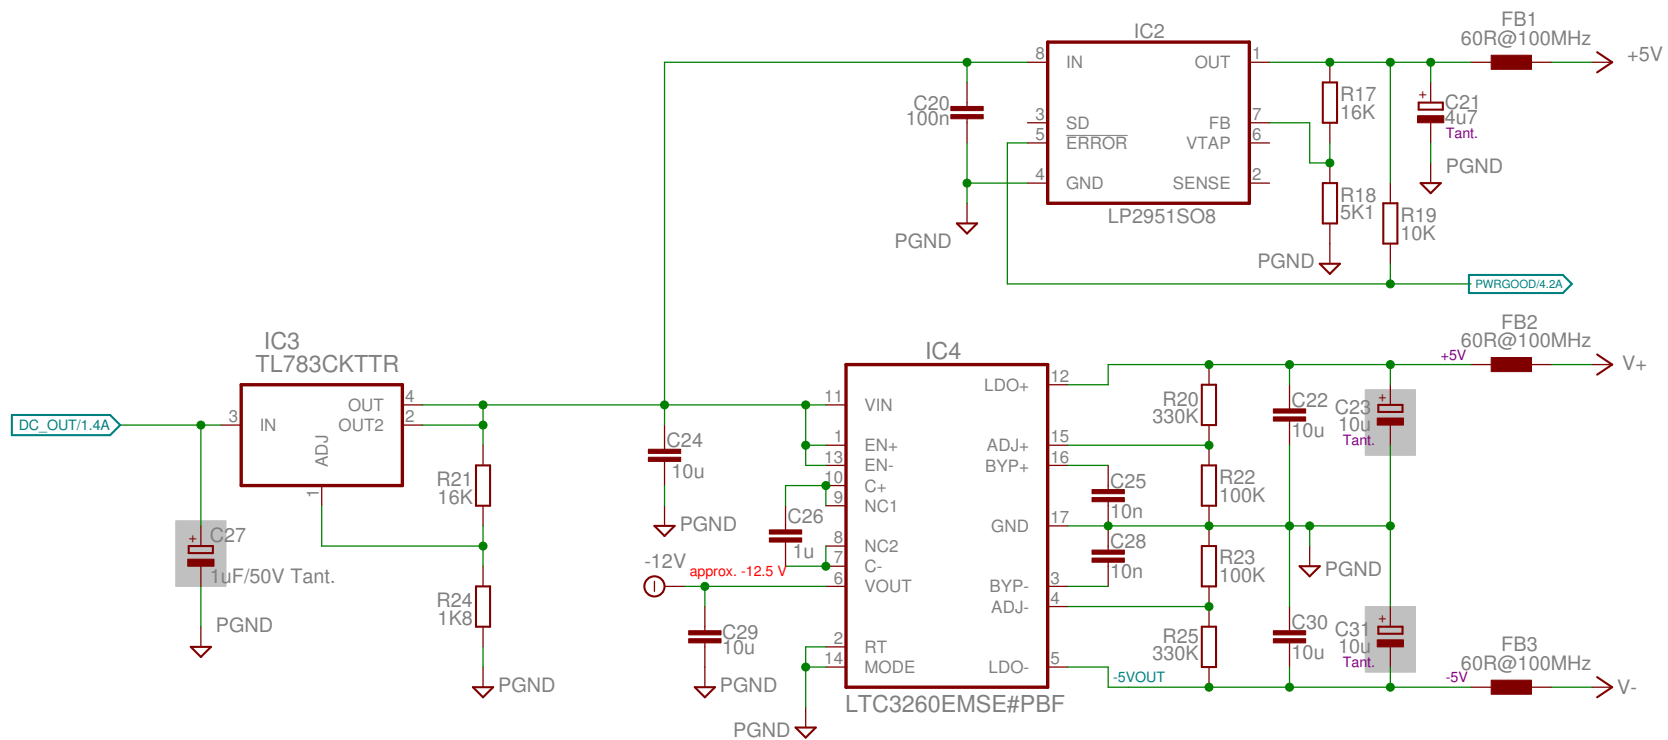 FB1
60R@100MHz
+5V
IC2
8
IN
OUT
1
C20
100n
R17
16K
+
C21
4u7
Tant.
3
SD
FB
7
5
ERROR
VTAP
6
PGND
4
GND
SENSE
2
R18
5K1
R19
10K
LP2951SO8
PGND
PGND
PWRGOOD/4.2A
FB2
60R@100MHz
+5V
V+
IC3
TL783CKTTR
IC4
DC_OUT/1.4A
3
IN
OUT
4
OUT2
2
ADJ
1
11
VIN
LDO+
12
R20
330K
C22
10u
+
C23
10u
Tant.
C24
10u
1
EN+
ADJ+
15
13
EN-
BYP+
16
R21
16K
10
C+
9
NC1
C25
10n
R22
100K
PGND
C26
1u
GND
17
+
C27
1uF/50V Tant.
8
NC2
7
C-
C28
10n
R23
100K
PGND
-12V
approx. -12.5 V
6
VOUT
BYP-
3
R24
1K8
ADJ-
4
PGND
C29
10u
2
RT
14
MODE
LDO-
5
R25
330K
C30
10u
+
C31
10u
Tant.
FB3
60R@100MHz
-5VOUT
-5V
V-
PGND
PGND
LTC3260EMSE#PBF
PGND